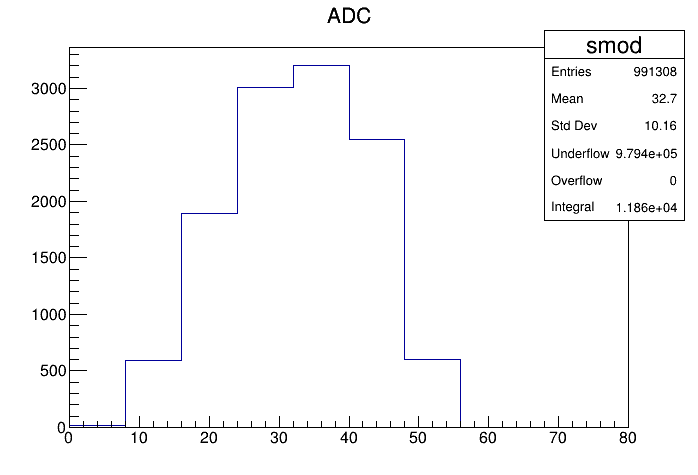 ADC
smod
Entries 991308
Mean 32.7
Std Dev 10.16
Underflow 9.794e+05
Overflow 0
Integral 1.186e+04
3000
2500
2000
1500
1000
500
0
0 10 20 30 40 50 60 70 80